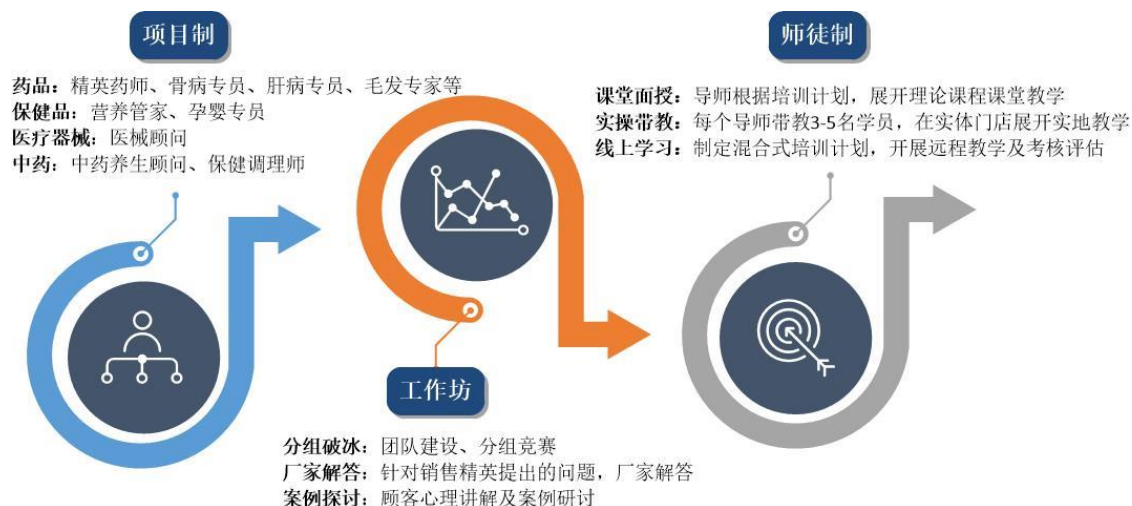 项目制
药品：精英药师、骨病专员、肝病专员、毛发专家等
保健品：营养管家、孕婴专员
医疗器械：医械顾问
中药：中药养生顾问、保健调理师
工作坊
分组破冰：团队建设、分组竞赛
厂家解答：针对销售精英提出的问题，厂家解答
案例探讨：顾客心理讲解及案例研讨
师徒制
课堂面授：导师根据培训计划，展开理论课程课堂教学
实操带教：每个导师带教3-5名学员，在实体门店展开实地教学
线上学习：制定混合式培训计划，开展远程教学及考核评估